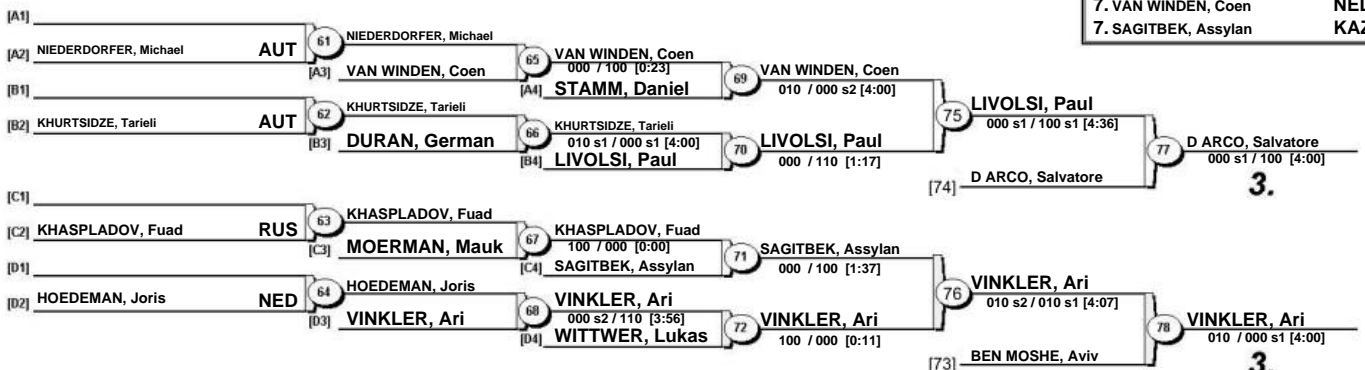 7. VAN WINDEN, Coen
7. SAGITBEK, Assylan KAZ
[A1]
[A2] NIEDERDORFER, Michael AUT
[B1]
[B2] KHURTSIDZE, Tarieli AUT
[C1]
[C2] KHASPLADOV, Fuad RUS
[D1]
[D2] HOEDEMAN, Joris NED
61 NIEDERDORFER, Michael
[A3] VAN WINDEN, Coen
62 KHURTSIDZE, Tarieli
[B3] DURAN, German
63 KHASPLADOV, Fuad
[C3] MOERMAN, Mauk
64 HOEDEMAN, Joris
[D3] VINKLER, Ari
65 VAN WINDEN, Coen
000 / 100 [0:23]
[A4] STAMM, Daniel
66 KHURTSIDZE, Tarieli
010 s1 / 000 s1 [4:00]
[B4] LIVOLSI, Paul
67 KHASPLADOV, Fuad
100 / 000 [0:00]
[C4] SAGITBEK, Assylan
68 VINKLER, Ari
000 s2 / 110 [3:56]
[D4] WITTWER, Lukas
69 VAN WINDEN, Coen
010 / 000 s2 [4:00]
70 LIVOLSI, Paul
000 / 110 [1:17]
71 SAGITBEK, Assylan
000 / 100 [1:37]
72 VINKLER, Ari
100 / 000 [0:11]
75 LIVOLSI, Paul
000 s1 / 100 s1 [4:36]
[74] D ARCO, Salvatore
76 VINKLER, Ari
010 s2 / 010 s1 [4:07]
[73] BEN MOSHE, Aviv
77 D ARCO, Salvatore
000 s1 / 100 [4:00]
3.
78 VINKLER, Ari
010 / 000 s1 [4:00]
3.